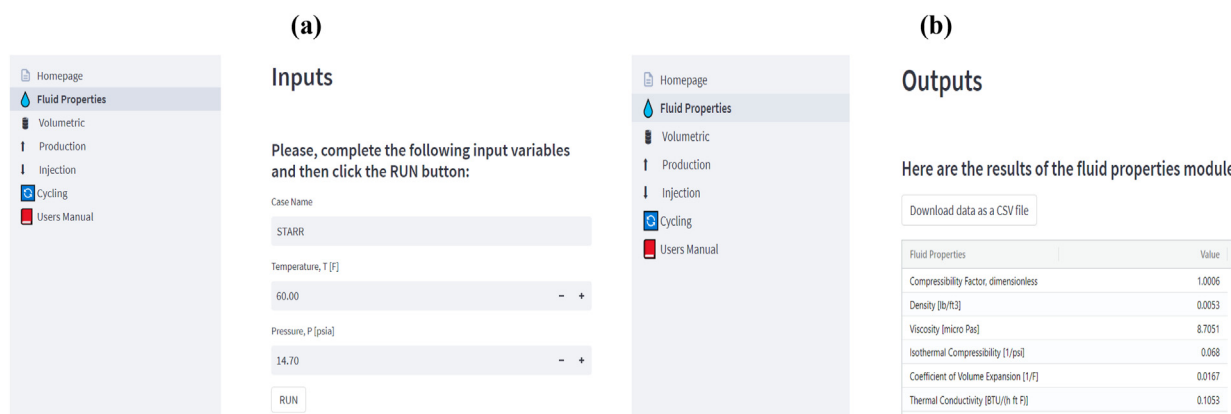 (a)
Homepage
Fluid Properties
Volumetric
Production
Injection
Cycling
Users Manual
Inputs
Please, complete the following input variables
and then click the RUN button:
Case Name
STARR
Temperature, T [F]
60.00 - +
Pressure, P [psia]
14.70 - +
RUN
(b)
Homepage
Fluid Properties
Volumetric
Production
Injection
Cycling
Users Manual
Outputs
Here are the results of the fluid properties module
Download data as a CSV file
Fluid Properties Value
Compressibility Factor, dimensionless 1.0006
Density [lb/ft3] 0.0053
Viscosity [micro Pas] 8.7051
Isothermal Compressibility [1/psi] 0.068
Coefficient of Volume Expansion [1/F] 0.0167
Thermal Conductivity [BTU/(h ft F)] 0.1053